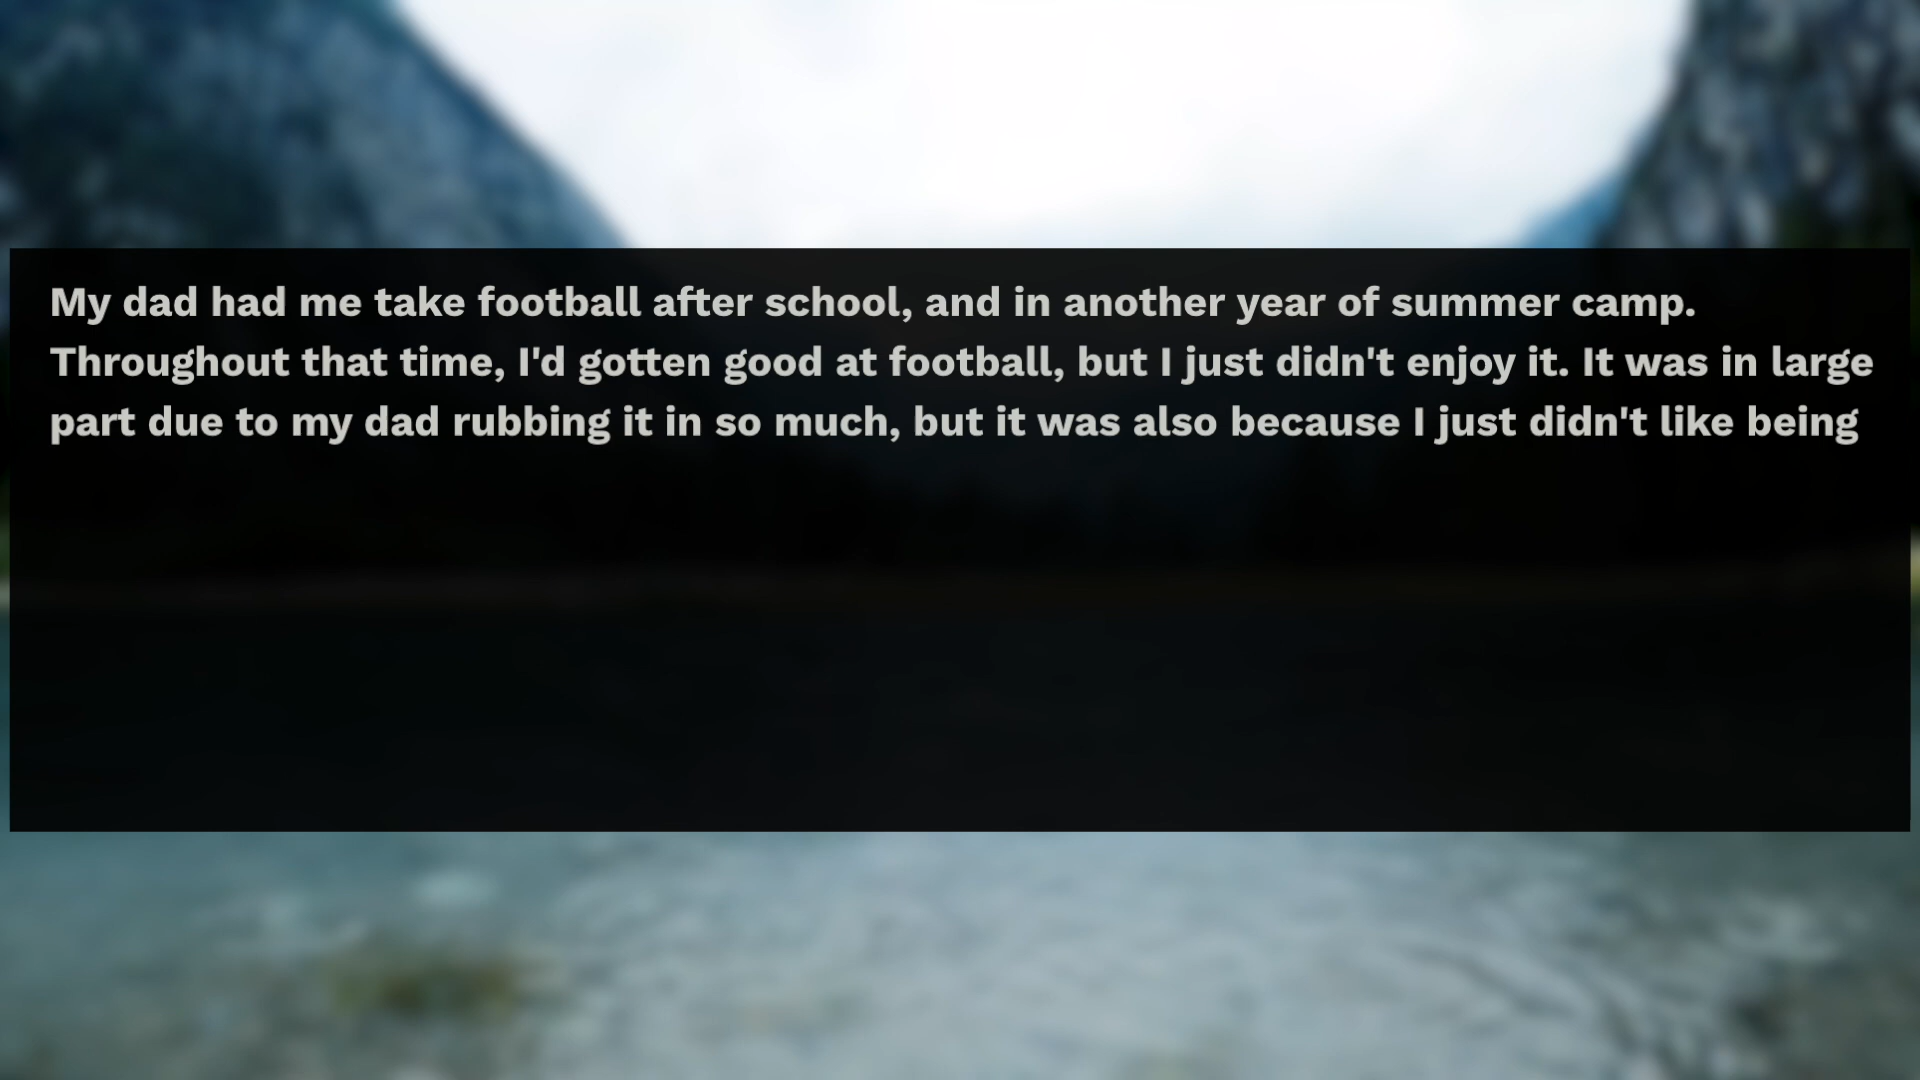 My dad had me take football after school, and in another year of summer camp.
Throughout that time, I'd gotten good at football, but I just didn't enjoy it. It was in large
part due to my dad rubbing it in so much, but it was also because I just didn't like being